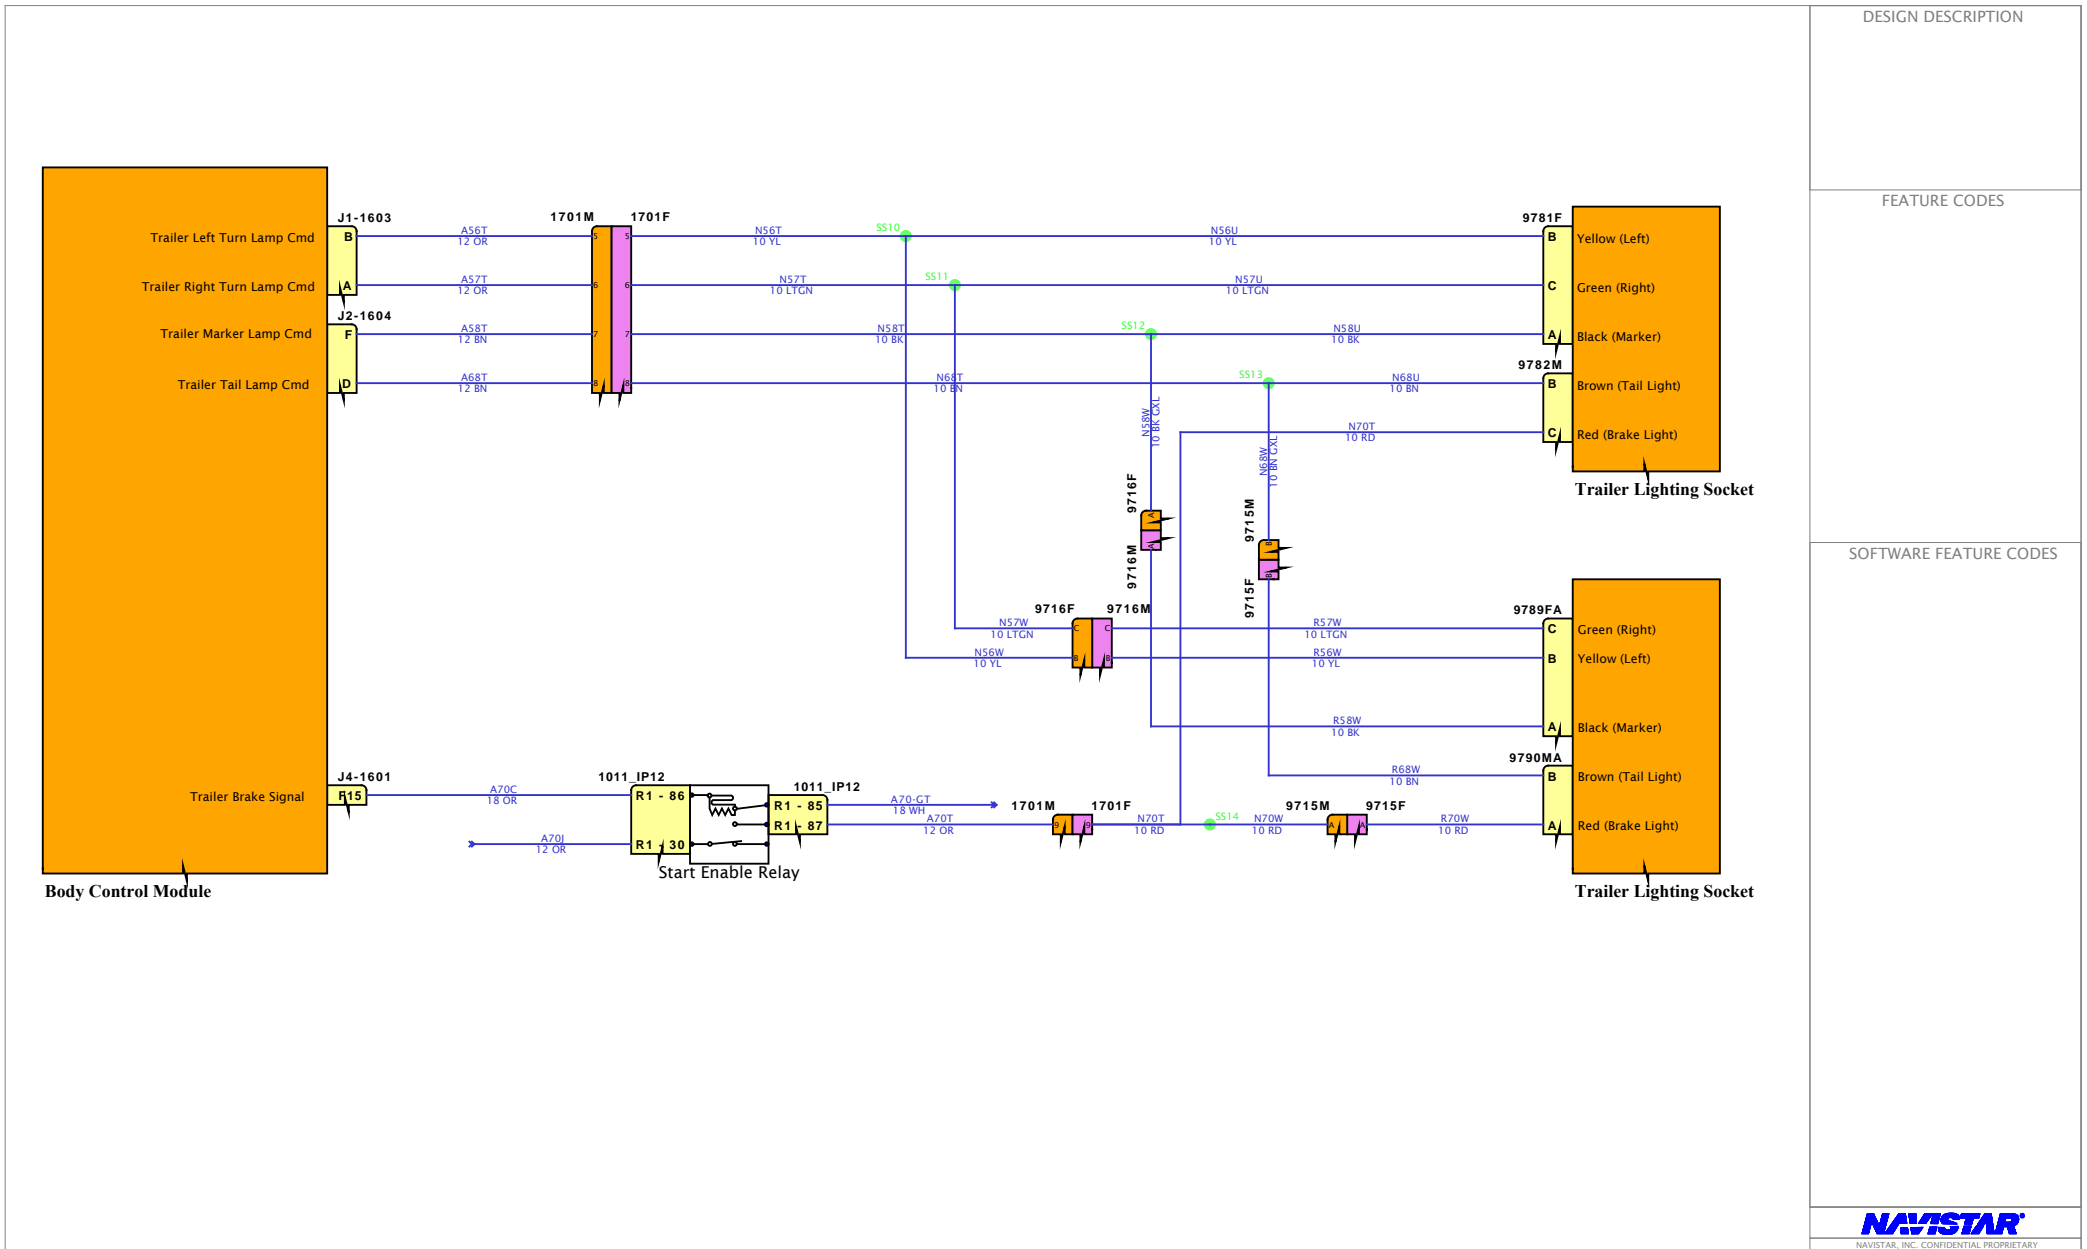 DESIGN DESCRIPTION
FEATURE CODES
SOFTWARE FEATURE CODES
Trailer Left Turn Lamp Cmd
Trailer Right Turn Lamp Cmd
Trailer Marker Lamp Cmd
Trailer Tail Lamp Cmd
Trailer Brake Signal
Body Control Module
J1-1603
B
A
J2-1604
F
D
J4-1601
F15
A56T
12 OR
A57T
12 OR
A58T
12 BN
A68T
12 BN
1701M
1701F
5
5
6
6
7
7
8
8
N56T
10 YL
SS10
N56U
10 YL
N57T
10 LTGN
SS11
N57U
10 LTGN
N58T
10 BK
SS12
N58U
10 BK
N68T
10 BN
SS13
N68U
10 BN
N70T
10 RD
9781F
B
Yellow (Left)
C
Green (Right)
A
Black (Marker)
9782M
B
Brown (Tail Light)
C
Red (Brake Light)
Trailer Lighting Socket
N58W
10 BK GXL
N68W
10 BN GXL
9716F
A
A
9716M
9715M
B
B
9715F
N57W
10 LTGN
N56W
10 YL
9716F
9716M
C
C
B
B
R57W
10 LTGN
R56W
10 YL
R58W
10 BK
R68W
10 BN
9789FA
C
Green (Right)
B
Yellow (Left)
A
Black (Marker)
9790MA
B
Brown (Tail Light)
A
Red (Brake Light)
Trailer Lighting Socket
A70C
18 OR
A70J
12 OR
1011_IP12
R1 - 86
R1 - 30
1011_IP12
R1 - 85
R1 - 87
Start Enable Relay
A70-GT
18 WH
A70T
12 OR
1701M
1701F
9
9
N70T
10 RD
SS14
N70W
10 RD
9715M
9715F
A
A
R70W
10 RD
NAVISTAR
NAVISTAR, INC. CONFIDENTIAL PROPRIETARY